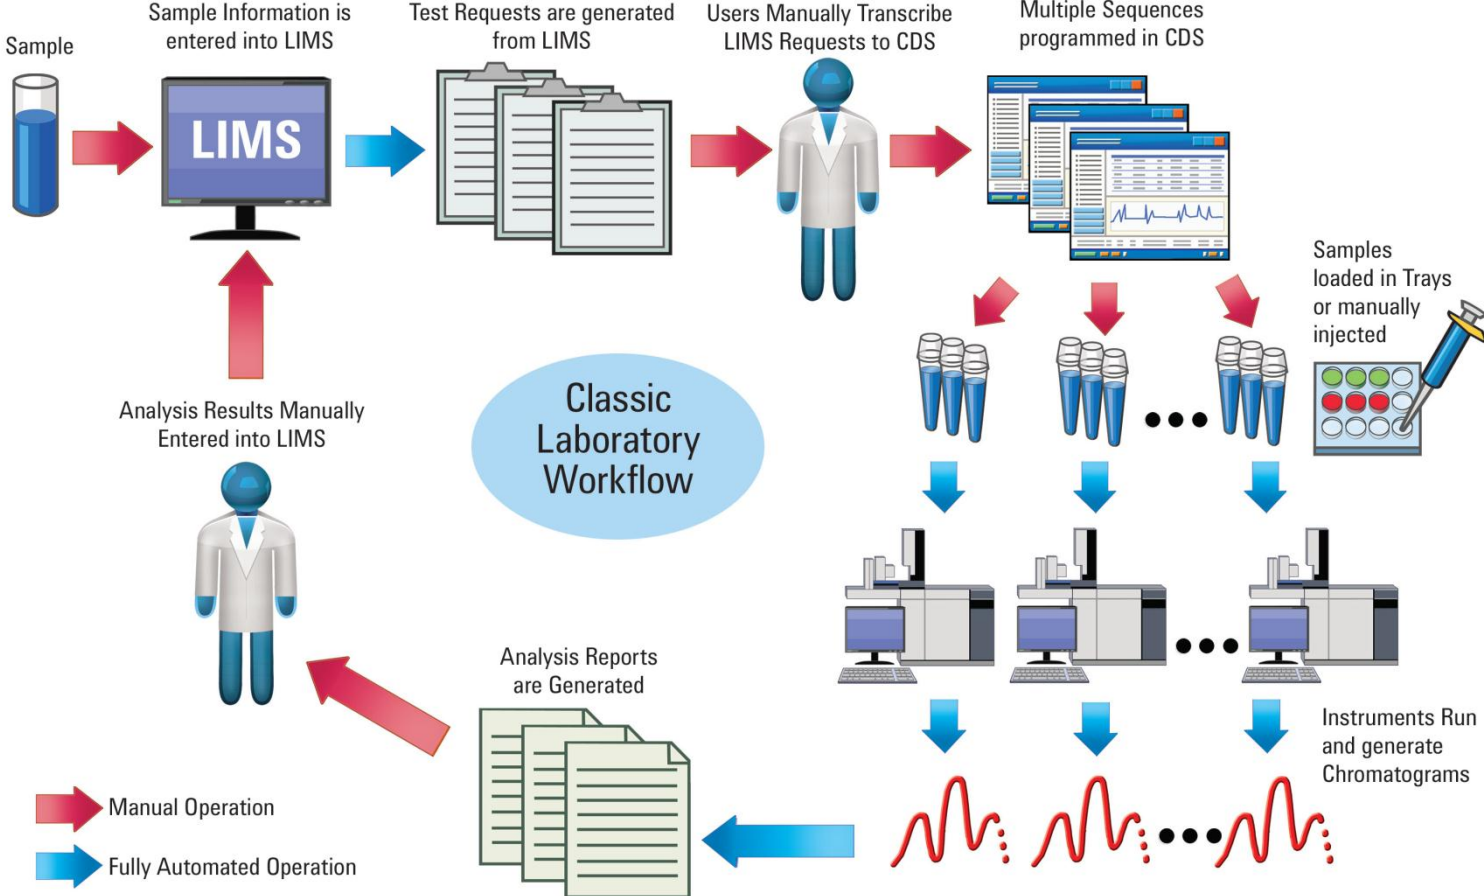 Sample
Sample Information is
entered into LIMS
LIMS
Test Requests are generated
from LIMS
Users Manually Transcribe
LIMS Requests to CDS
Multiple Sequences
programmed in CDS
Samples
loaded in Trays
or manually
injected
Classic
Laboratory
Workflow
Analysis Results Manually
Entered into LIMS
Analysis Reports
are Generated
Instruments Run
and generate
Chromatograms
Manual Operation
Fully Automated Operation